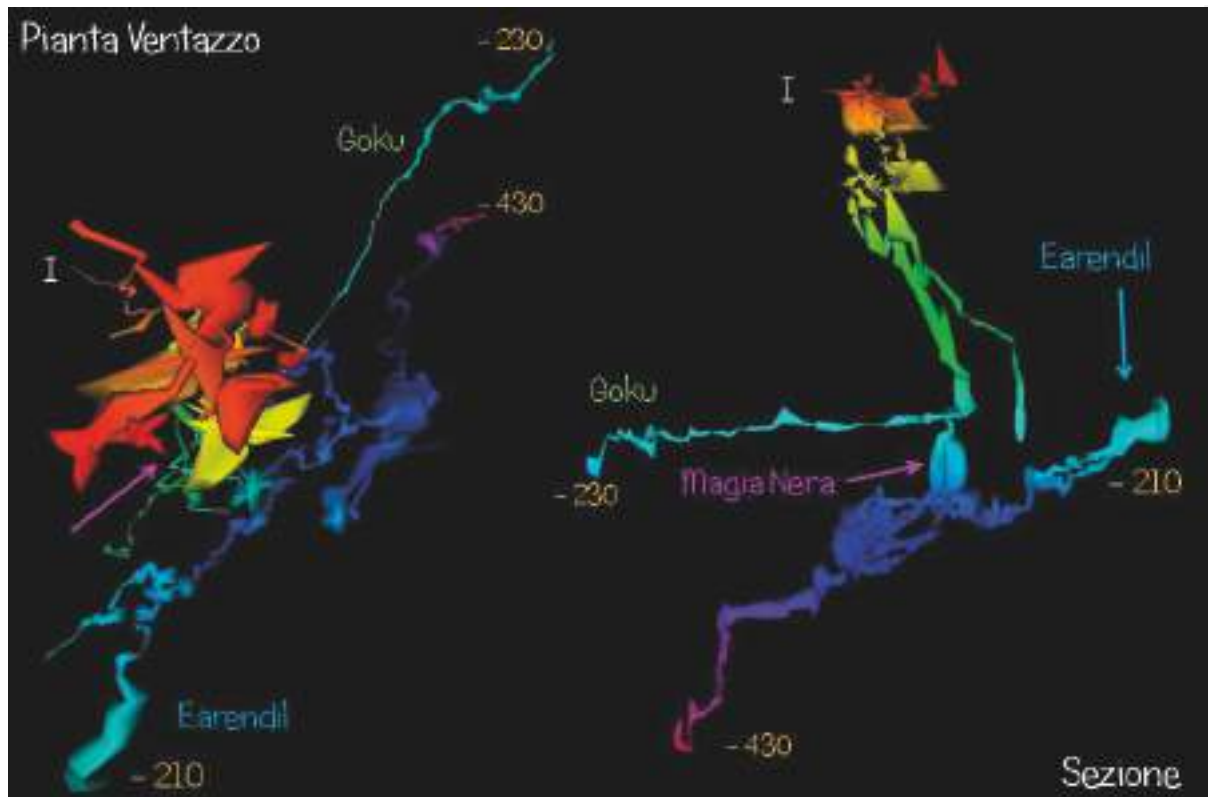 Pianta Ventazzo
- 230
Goku
- 430
I
Earendil
- 210
I
Earendil
Goku
- 230
Magia Nera
- 210
- 430
Sezione